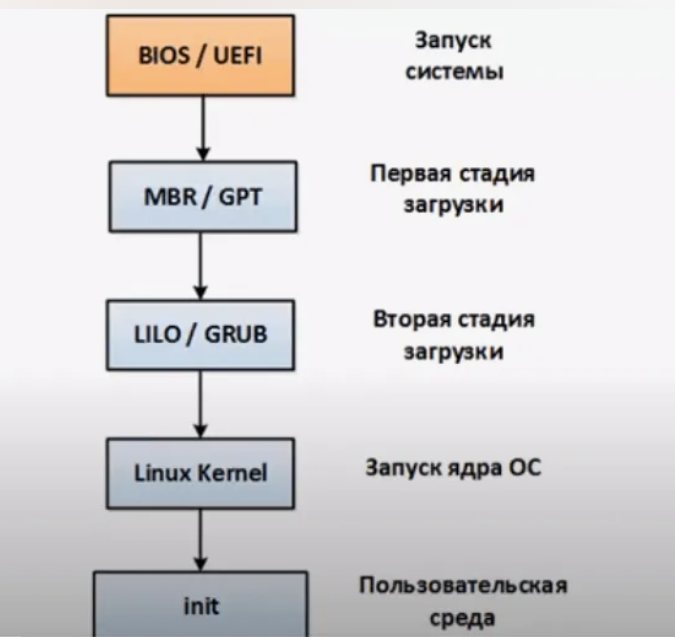 BIOS / UEFI
Запуск
системы
MBR / GPT
Первая стадия
загрузки
LILO / GRUB
Вторая стадия
загрузки
Linux Kernel
Запуск ядра ОС
init
Пользовательская
среда